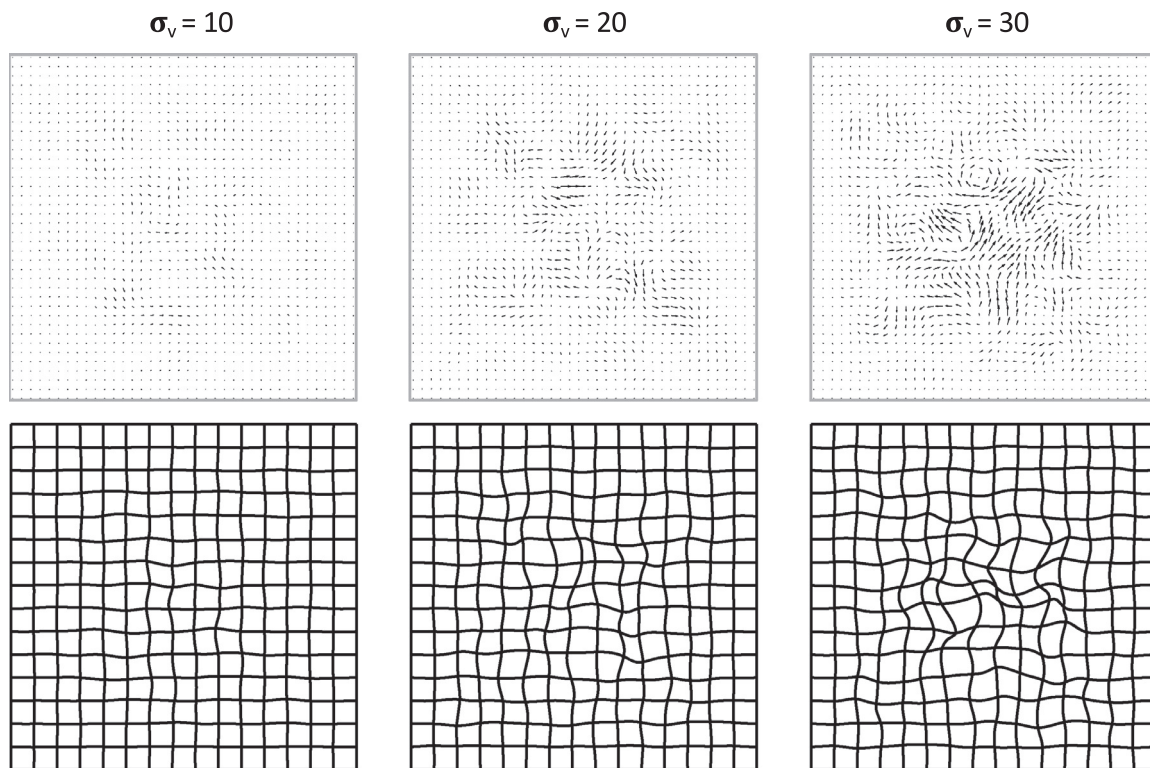 σᵥ = 10
σᵥ = 20
σᵥ = 30